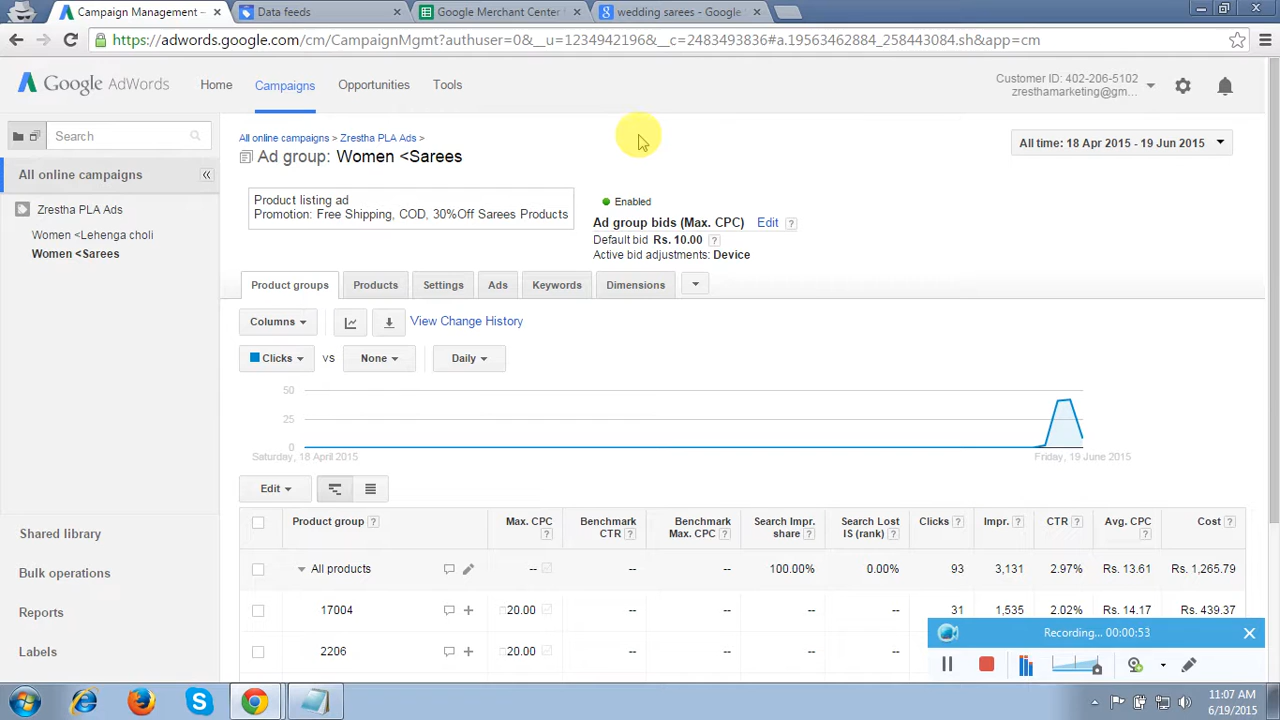 Campaign Management –
Data feeds
Google Merchant Center
wedding sarees - Google
https://adwords.google.com/cm/CampaignMgmt?authuser=0&__u=1234942196&__c=2483493836#a.19563462884_258443084.sh&app=cm
Google AdWords
Home
Campaigns
Opportunities
Tools
Customer ID: 402-206-5102
zresthamarketing@gm...
Search
All online campaigns
Zrestha PLA Ads
Women <Lehenga choli
Women <Sarees
Shared library
Bulk operations
Reports
Labels
All online campaigns > Zrestha PLA Ads >
Ad group: Women <Sarees
All time: 18 Apr 2015 - 19 Jun 2015
Product listing ad
Promotion: Free Shipping, COD, 30%Off Sarees Products
Enabled
Ad group bids (Max. CPC) Edit ?
Default bid Rs. 10.00 ?
Active bid adjustments: Device
Product groups
Products
Settings
Ads
Keywords
Dimensions
Columns
View Change History
Clicks
VS
None
Daily
50
25
0
Saturday, 18 April 2015
Friday, 19 June 2015
Edit
Product group ? Max. CPC ? Benchmark CTR ? Benchmark Max. CPC ? Search Impr. share ? Search Lost IS (rank) ? Clicks ? Impr. ? CTR ? Avg. CPC ? Cost ?
All products -- -- -- 100.00% 0.00% 93 3,131 2.97% Rs. 13.61 Rs. 1,265.79
17004 20.00 -- -- -- -- 31 1,535 2.02% Rs. 14.17 Rs. 439.37
2206 20.00 -- -- -- --
Recording... 00:00:53
11:07 AM
6/19/2015